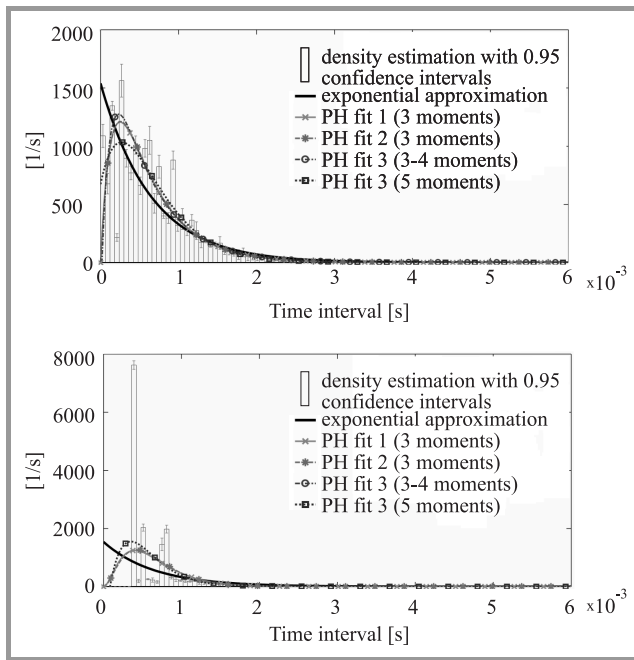 2000
1500
1000
500
0
[1/s]
density estimation with 0.95
confidence intervals
exponential approximation
PH fit 1 (3 moments)
PH fit 2 (3 moments)
PH fit 3 (3-4 moments)
PH fit 3 (5 moments)
0 1 2 3 4 5 6
×10⁻³
Time interval [s]
8000
6000
4000
2000
0
[1/s]
density estimation with 0.95
confidence intervals
exponential approximation
PH fit 1 (3 moments)
PH fit 2 (3 moments)
PH fit 3 (3-4 moments)
PH fit 3 (5 moments)
0 1 2 3 4 5 6
×10⁻³
Time interval [s]